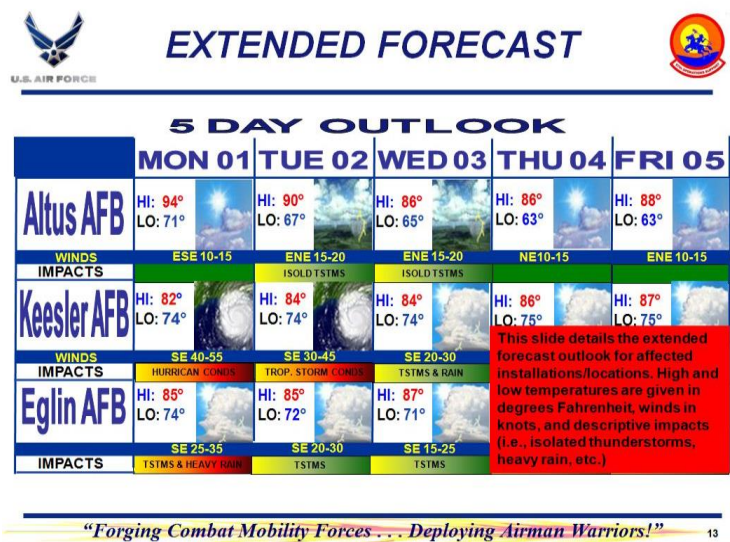 EXTENDED FORECAST
U.S. AIR FORCE
5 DAY OUTLOOK
MON 01 TUE 02 WED 03 THU 04 FRI 05
Altus AFB
HI: 94° HI: 90° HI: 86° HI: 86° HI: 88°
LO: 71° LO: 67° LO: 65° LO: 63° LO: 63°
WINDS ESE 10-15 ENE 15-20 ENE 15-20 NE10-15 ENE 10-15
IMPACTS ISOLD TSTMS ISOLD TSTMS
Keesler AFB
HI: 82° HI: 84° HI: 84° HI: 86° HI: 87°
LO: 74° LO: 74° LO: 74° LO: 75° LO: 75°
WINDS SE 40-55 SE 30-45 SE 20-30
IMPACTS HURRICAN CONDS TROP. STORM CONDS TSTMS & RAIN
Eglin AFB
HI: 85° HI: 85° HI: 87°
LO: 74° LO: 72° LO: 71°
SE 25-35 SE 20-30 SE 15-25
IMPACTS TSTMS & HEAVY RAIN TSTMS TSTMS
This slide details the extended
forecast outlook for affected
installations/locations. High and
low temperatures are given in
degrees Fahrenheit, winds in
knots, and descriptive impacts
(i.e., isolated thunderstorms,
heavy rain, etc.)
“Forging Combat Mobility Forces . . . Deploying Airman Warriors!”
13